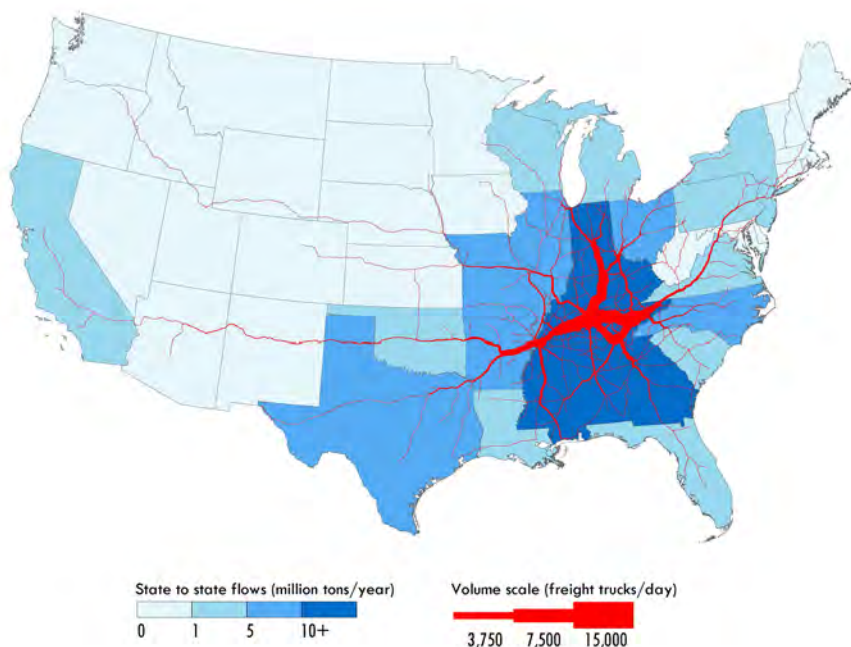 State to state flows (million tons/year)
0 1 5 10+
Volume scale (freight trucks/day)
3,750 7,500 15,000